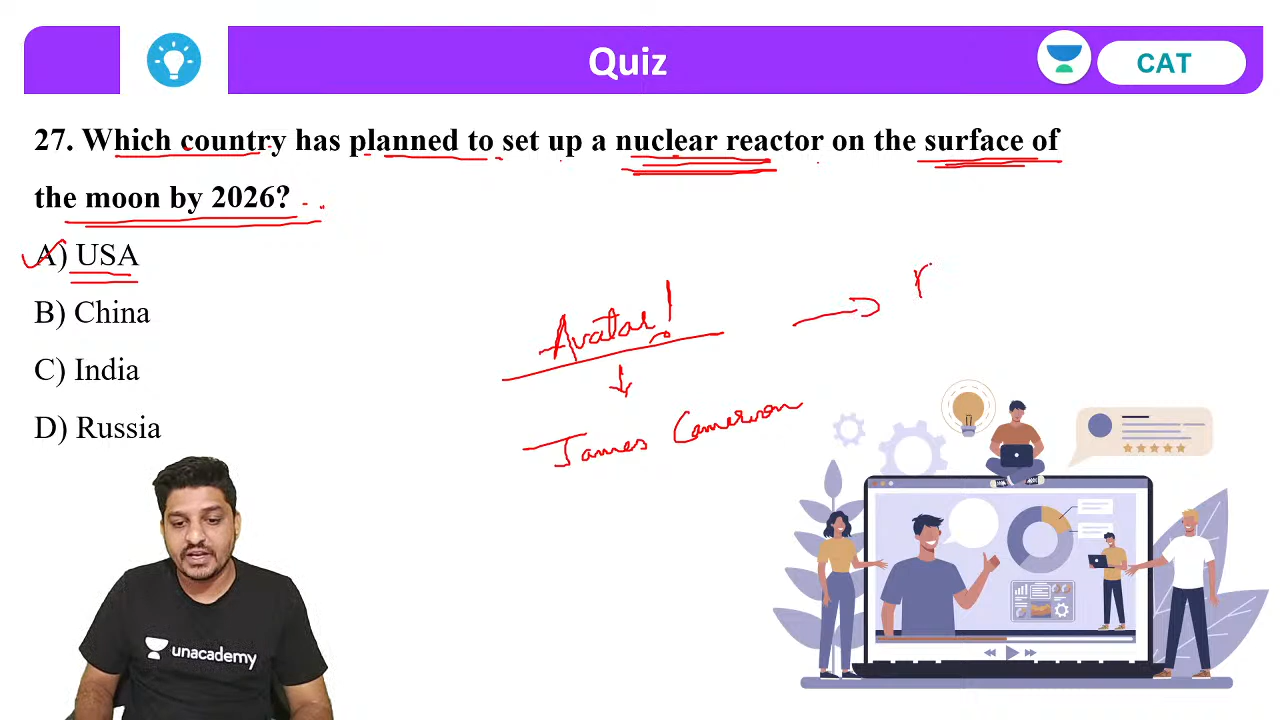 Quiz
CAT
27. Which country has planned to set up a nuclear reactor on the surface of
the moon by 2026?
A) USA
B) China
C) India
D) Russia
Avatar!
James Cameron
unacademy